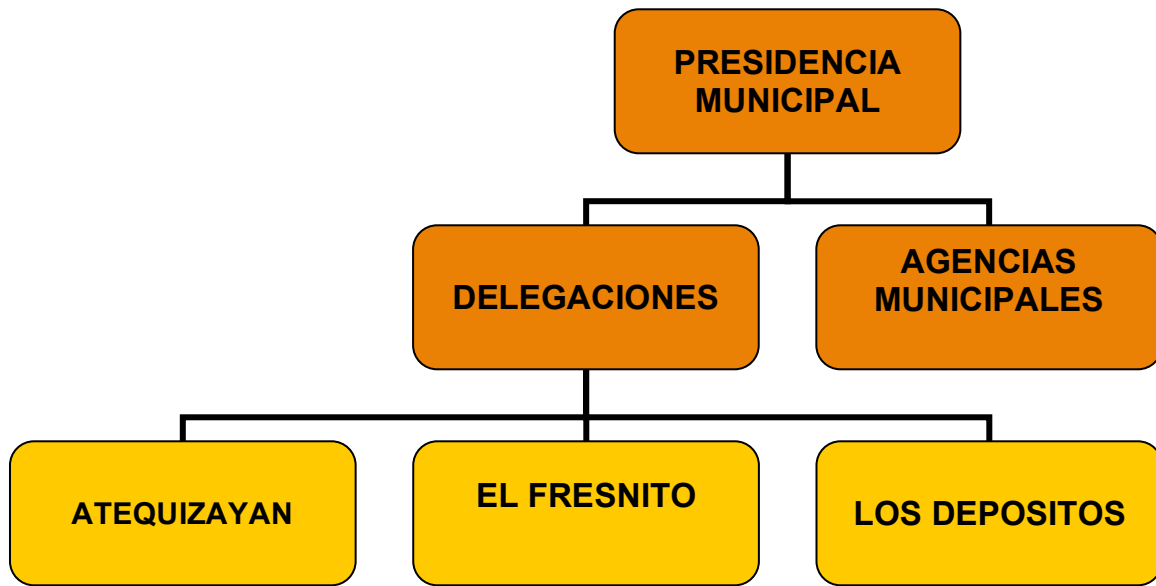 PRESIDENCIA
MUNICIPAL
DELEGACIONES
AGENCIAS
MUNICIPALES
ATEQUIZAYAN
EL FRESNITO
LOS DEPOSITOS